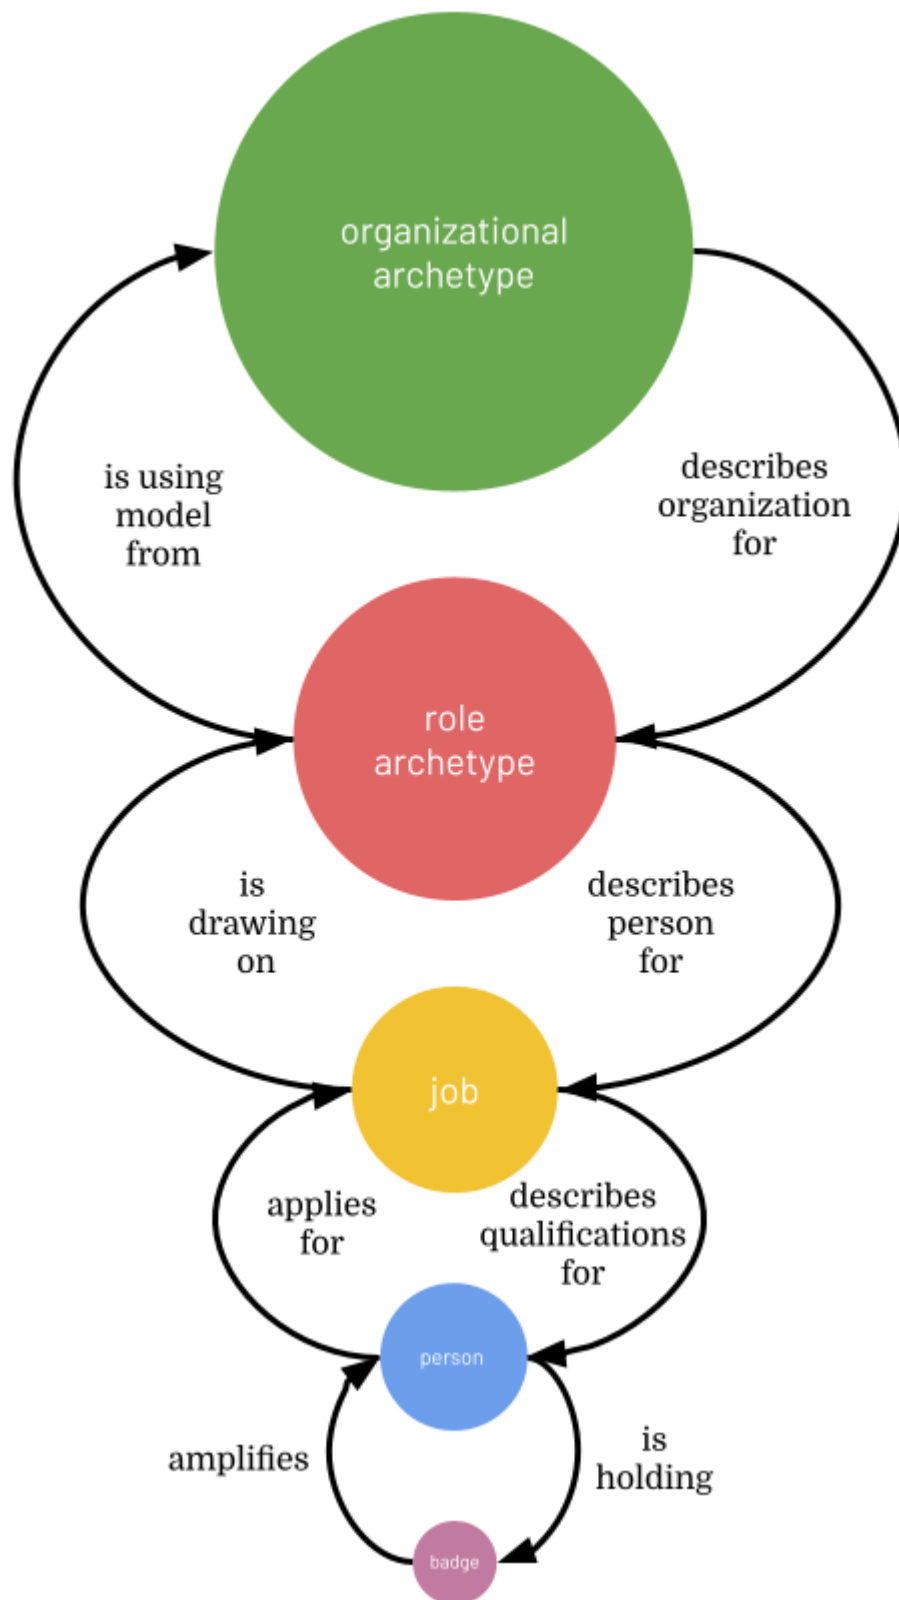 organizational
archetype
is using
model
from
describes
organization
for
role
archetype
is
drawing
on
describes
person
for
job
applies
for
describes
qualifications
for
person
amplifies
is
holding
badge